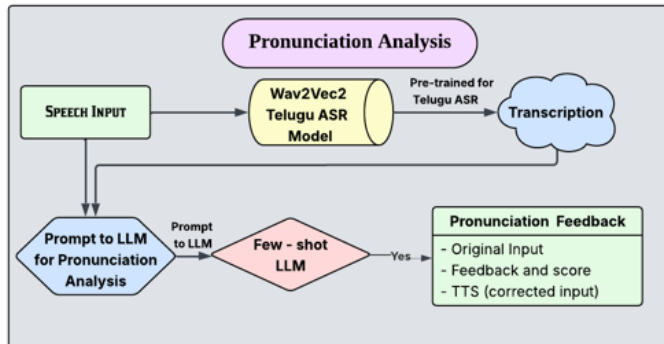 Pronunciation Analysis
SPEECH INPUT
Wav2Vec2
Telugu ASR
Model
Pre-trained for
Telugu ASR
Transcription
Prompt to LLM
for Pronunciation
Analysis
Prompt
to LLM
Few - shot
LLM
Yes
Pronunciation Feedback
- Original Input
- Feedback and score
- TTS (corrected input)